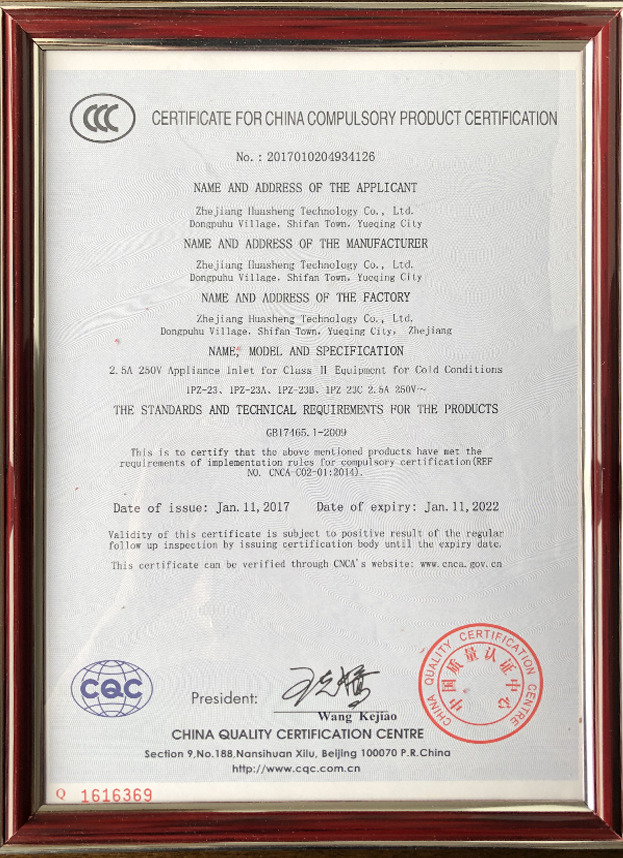 CCC
CERTIFICATE FOR CHINA COMPULSORY PRODUCT CERTIFICATION
No.: 2017010204934126
NAME AND ADDRESS OF THE APPLICANT
Zhejiang Huasheng Technology Co., Ltd.
Dongpuhu Village, Shifan Town, Yueqing City
NAME AND ADDRESS OF THE MANUFACTURER
Zhejiang Huasheng Technology Co., Ltd.
Dongpuhu Village, Shifan Town, Yueqing City
NAME AND ADDRESS OF THE FACTORY
Zhejiang Huasheng Technology Co., Ltd.
Dongpuhu Village, Shifan Town, Yueqing City, Zhejiang
NAME, MODEL AND SPECIFICATION
2.5A 250V Appliance Inlet for Class II Equipment for Cold Conditions
1PZ-23, 1PZ-23A, 1PZ-23B, 1PZ 23C 2.5A 250V~
THE STANDARDS AND TECHNICAL REQUIREMENTS FOR THE PRODUCTS
GB17465.1-2009
This is to certify that the above mentioned products have met the
requirements of implementation rules for compulsory certification(REF
NO. CNCA-C02-01:2014).
Date of issue: Jan.11,2017 Date of expiry: Jan.11,2022
Validity of this certificate is subject to positive result of the regular
follow up inspection by issuing certification body until the expiry date.
This certificate can be verified through CNCA's website: www.cnca.gov.cn
CHINA QUALITY CERTIFICATION CENTRE
中国质量认证中心
CQC
President: 王克娇
Wang Kejiao
CHINA QUALITY CERTIFICATION CENTRE
Section 9,No.188,Nansihuan Xilu, Beijing 100070 P.R.China
http://www.cqc.com.cn
Q 1616369